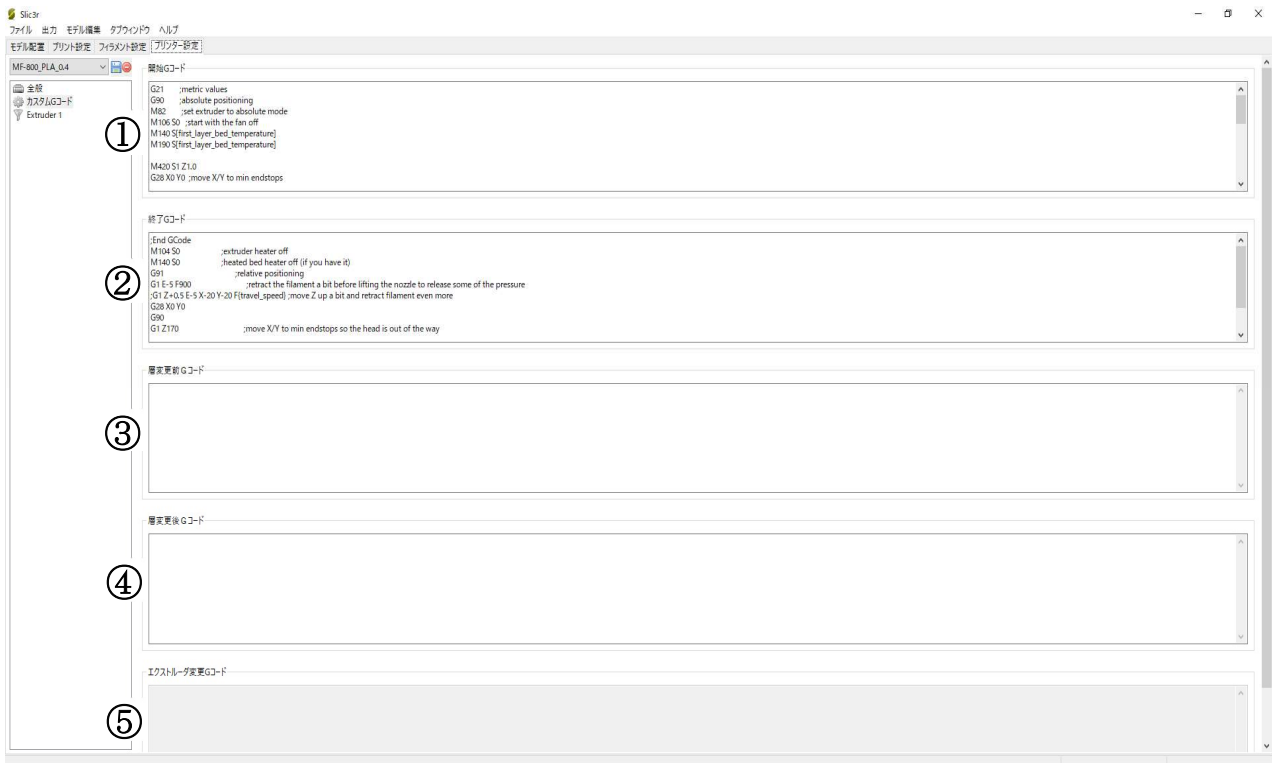 Slic3r
ファイル 出力 モデル編集 タブウィンドウ ヘルプ
モデル配置 プリント設定 フィラメント設定 プリンター設定
MF-800_PLA_0.4
全般
カスタムGコード
Extruder 1
①
開始Gコード
G21 ;metric values
G90 ;absolute positioning
M82 ;set extruder to absolute mode
M106 S0 ;start with the fan off
M140 S[first_layer_bed_temperature]
M190 S[first_layer_bed_temperature]
M420 S1 Z1.0
G28 X0 Y0 ;move X/Y to min endstops
②
終了Gコード
;End GCode
M104 S0 ;extruder heater off
M140 S0 ;heated bed heater off (if you have it)
G91 ;relative positioning
G1 E-5 F900 ;retract the filament a bit before lifting the nozzle to release some of the pressure
;G1 Z+0.5 E-5 X-20 Y-20 F{travel_speed} ;move Z up a bit and retract filament even more
G28 X0 Y0
G90
G1 Z170 ;move X/Y to min endstops so the head is out of the way
③
層変更前Gコード
④
層変更後Gコード
⑤
エクストルーダ変更Gコード